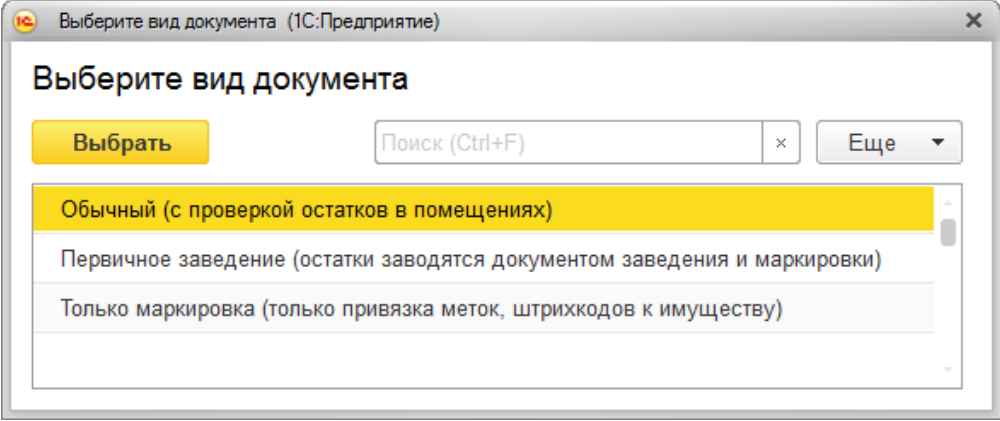 1С Выберите вид документа (1С:Предприятие)
Выберите вид документа
Выбрать Поиск (Ctrl+F) × Еще
Обычный (с проверкой остатков в помещениях)
Первичное заведение (остатки заводятся документом заведения и маркировки)
Только маркировка (только привязка меток, штрихкодов к имуществу)